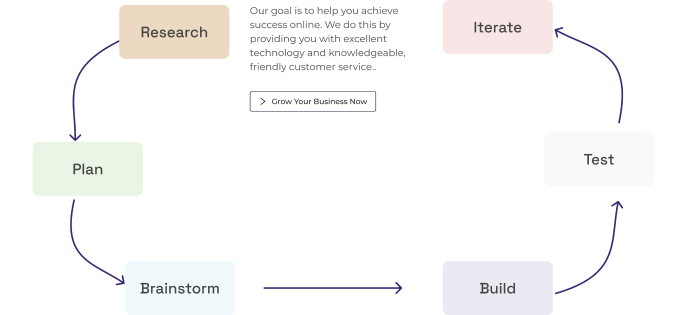 Research
Our goal is to help you achieve
success online. We do this by
providing you with excellent
technology and knowledgeable,
friendly customer service..
Grow Your Business Now
Iterate
Plan
Test
Brainstorm
Build